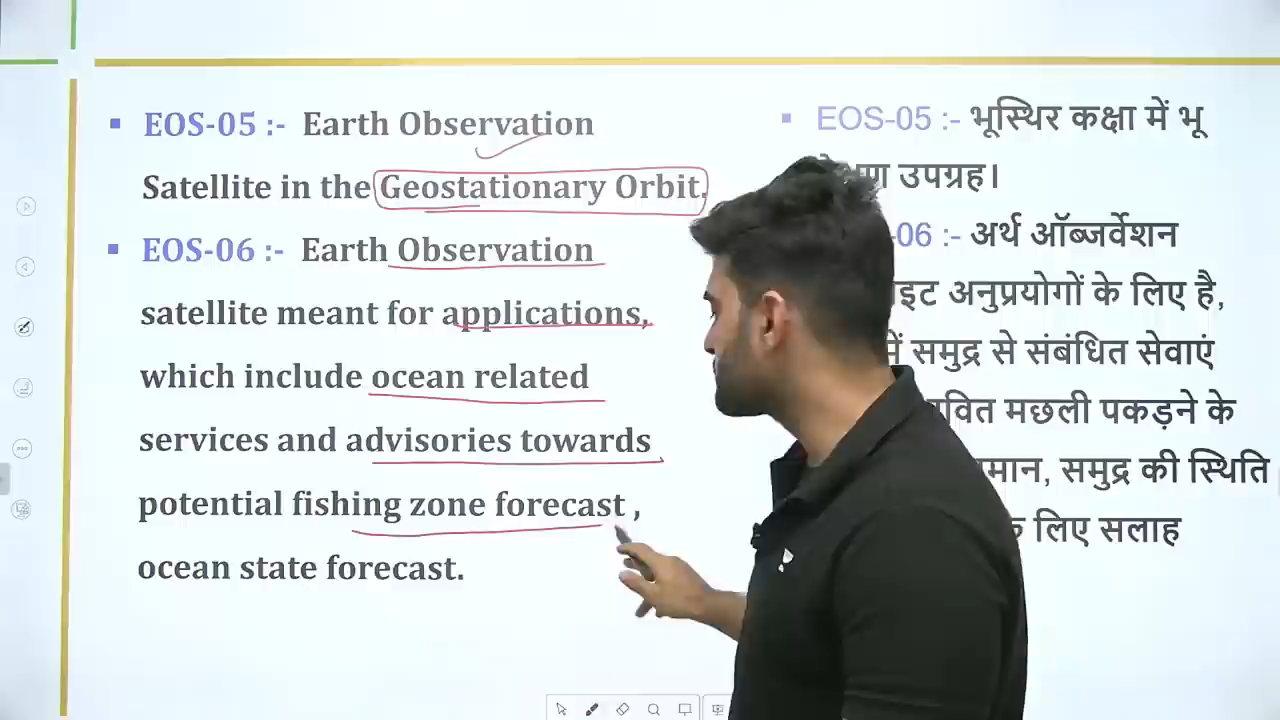 EOS-05 :- Earth Observation
Satellite in the Geostationary Orbit.
EOS-06 :- Earth Observation
satellite meant for applications,
which include ocean related
services and advisories towards
potential fishing zone forecast ,
ocean state forecast.
EOS-05 :- भूस्थिर कक्षा में भू
उपग्रह।
06 :- अर्थ ऑब्जर्वेशन
अनुप्रयोगों के लिए है,
समुद्र से संबंधित सेवाएं
मछली पकड़ने के
समुद्र की स्थिति
के लिए सलाह